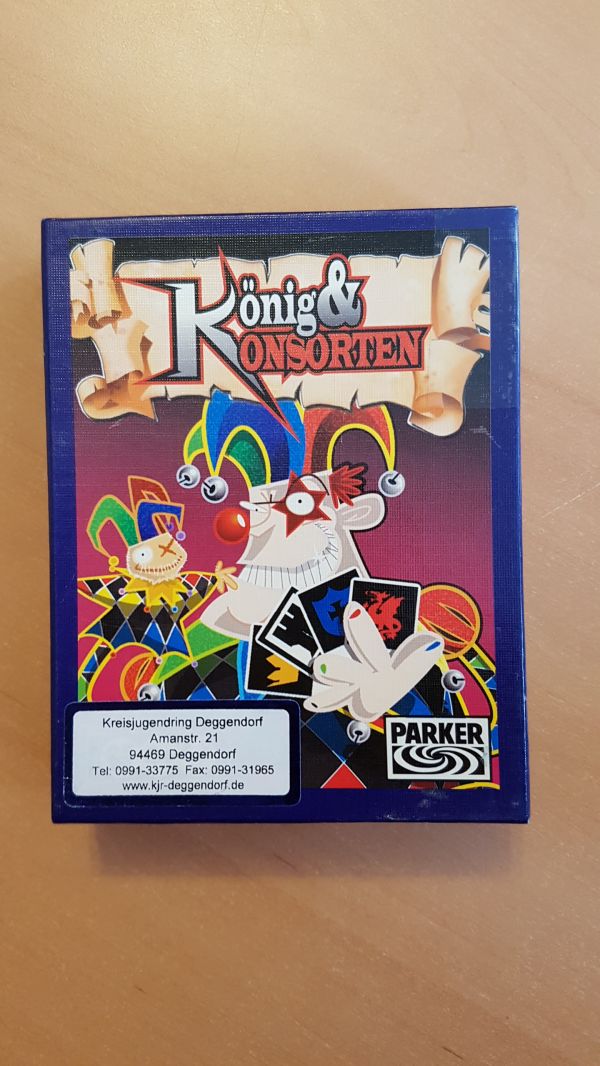 König &
KONSORTEN
Kreisjugendring Deggendorf
Amanstr. 21
94469 Deggendorf
Tel: 0991-33775 Fax: 0991-31965
www.kjr-deggendorf.de
PARKER